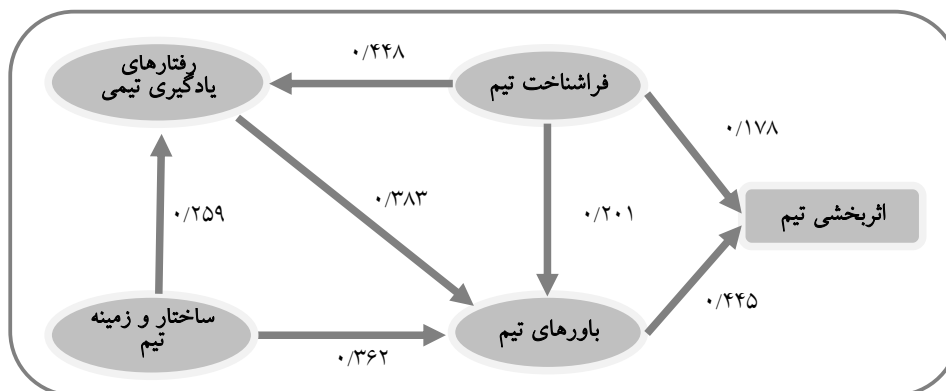 ۰/۴۴۸
رفتارهای
یادگیری تیمی
فراشناخت تیم
۰/۱۷۸
۰/۳۸۳
۰/۲۵۹
۰/۲۰۱
اثربخشی تیم
ساختار و زمینه
تیم
باورهای تیم
۰/۴۴۵
۰/۳۶۲